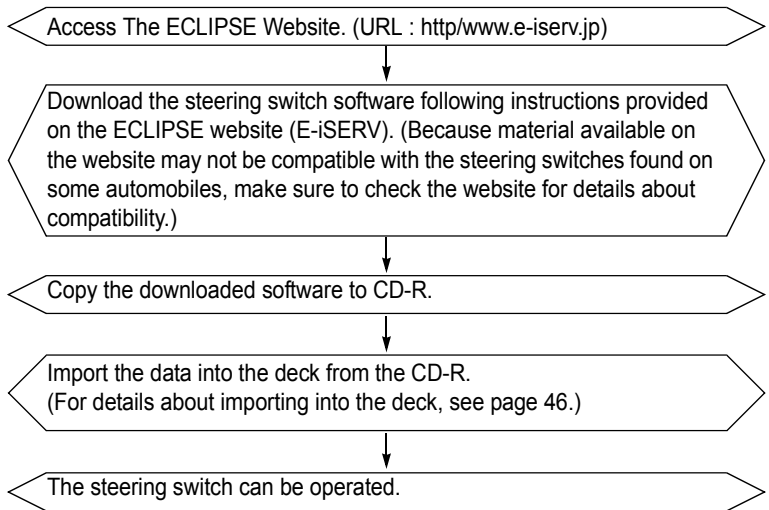 Access The ECLIPSE Website. (URL : http/www.e-iserv.jp)
Download the steering switch software following instructions provided
on the ECLIPSE website (E-iSERV). (Because material available on
the website may not be compatible with the steering switches found on
some automobiles, make sure to check the website for details about
compatibility.)
Copy the downloaded software to CD-R.
Import the data into the deck from the CD-R.
(For details about importing into the deck, see page 46.)
The steering switch can be operated.